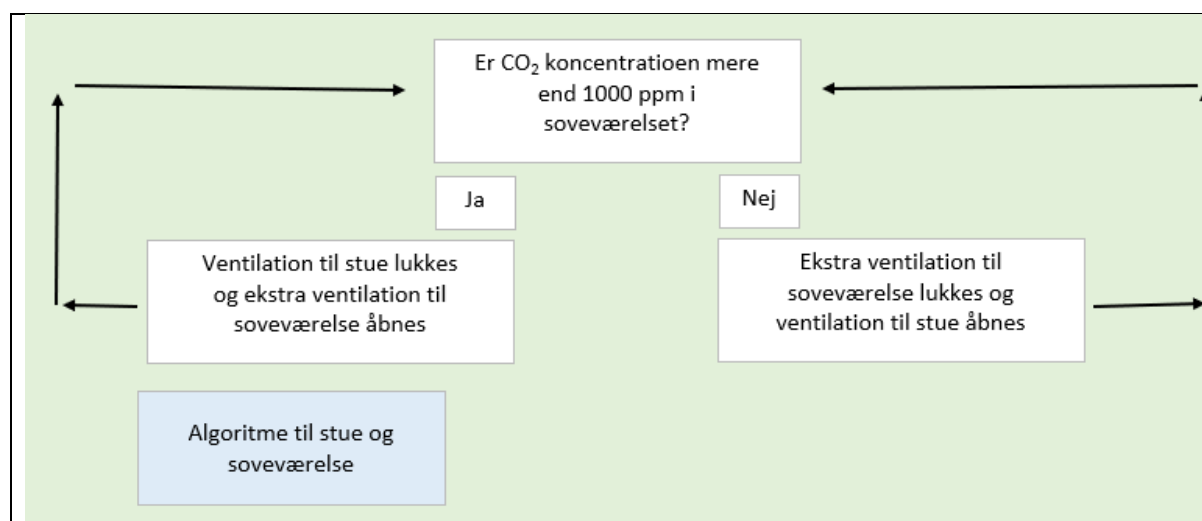 Er CO₂ koncentratioen mere
end 1000 ppm i
soveværelset?
Ja
Nej
Ventilation til stue lukkes
og ekstra ventilation til
soveværelse åbnes
Ekstra ventilation til
soveværelse lukkes og
ventilation til stue åbnes
Algoritme til stue og
soveværelse